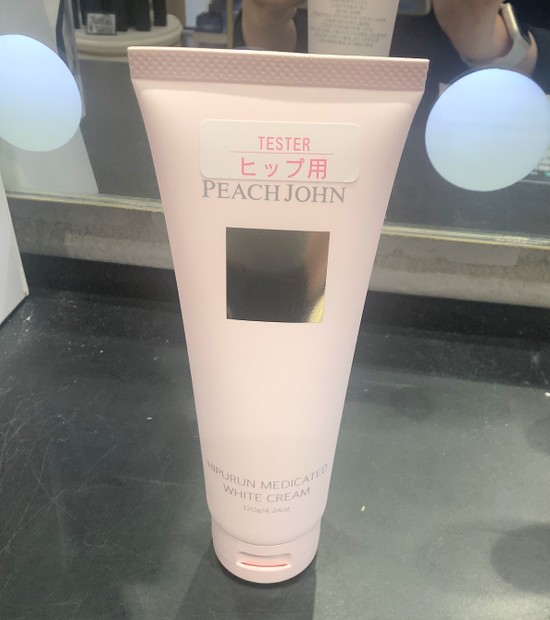 TESTER
ヒップ用
PEACH JOHN
HIPURUN MEDICATED
WHITE CREAM
120g/4.24oz